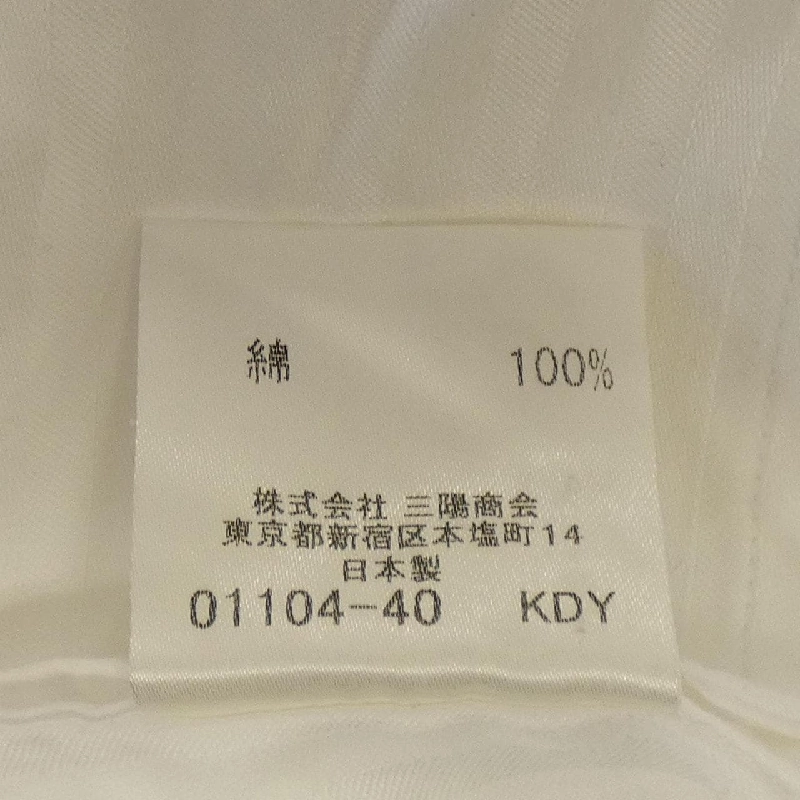 綿 100%
株式会社 三陽商会
東京都新宿区本塩町14
日本製
01104-40 KDY